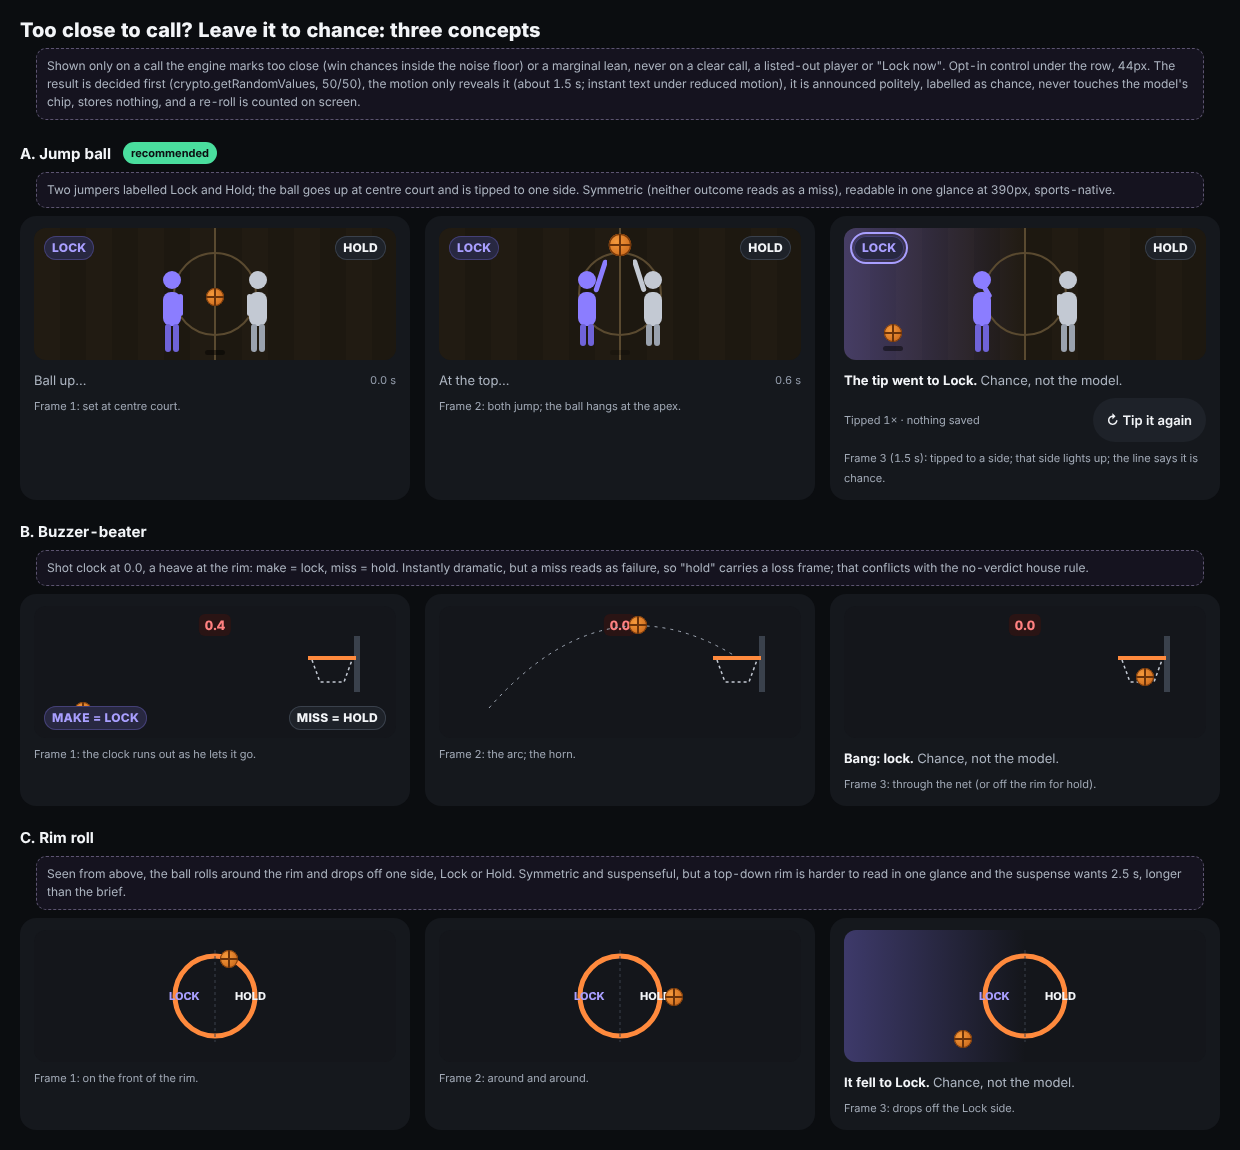 Too close to call? Leave it to chance: three concepts
Shown only on a call the engine marks too close (win chances inside the noise floor) or a marginal lean, never on a clear call, a listed-out player or "Lock now". Opt-in control under the row, 44px. The
result is decided first (crypto.getRandomValues, 50/50), the motion only reveals it (about 1.5 s; instant text under reduced motion), it is announced politely, labelled as chance, never touches the model's
chip, stores nothing, and a re-roll is counted on screen.
A. Jump ball recommended
Two jumpers labelled Lock and Hold; the ball goes up at centre court and is tipped to one side. Symmetric (neither outcome reads as a miss), readable in one glance at 390px, sports-native.
LOCK HOLD
Ball up... 0.0 s
Frame 1: set at centre court.
LOCK HOLD
At the top... 0.6 s
Frame 2: both jump; the ball hangs at the apex.
LOCK HOLD
The tip went to Lock. Chance, not the model.
Tipped 1× · nothing saved
↻ Tip it again
Frame 3 (1.5 s): tipped to a side; that side lights up; the line says it is
chance.
B. Buzzer-beater
Shot clock at 0.0, a heave at the rim: make = lock, miss = hold. Instantly dramatic, but a miss reads as failure, so "hold" carries a loss frame; that conflicts with the no-verdict house rule.
0.4
MAKE = LOCK MISS = HOLD
Frame 1: the clock runs out as he lets it go.
0.0
Frame 2: the arc; the horn.
0.0
Bang: lock. Chance, not the model.
Frame 3: through the net (or off the rim for hold).
C. Rim roll
Seen from above, the ball rolls around the rim and drops off one side, Lock or Hold. Symmetric and suspenseful, but a top-down rim is harder to read in one glance and the suspense wants 2.5 s, longer
than the brief.
LOCK HOLD
Frame 1: on the front of the rim.
LOCK HOLD
Frame 2: around and around.
LOCK HOLD
It fell to Lock. Chance, not the model.
Frame 3: drops off the Lock side.